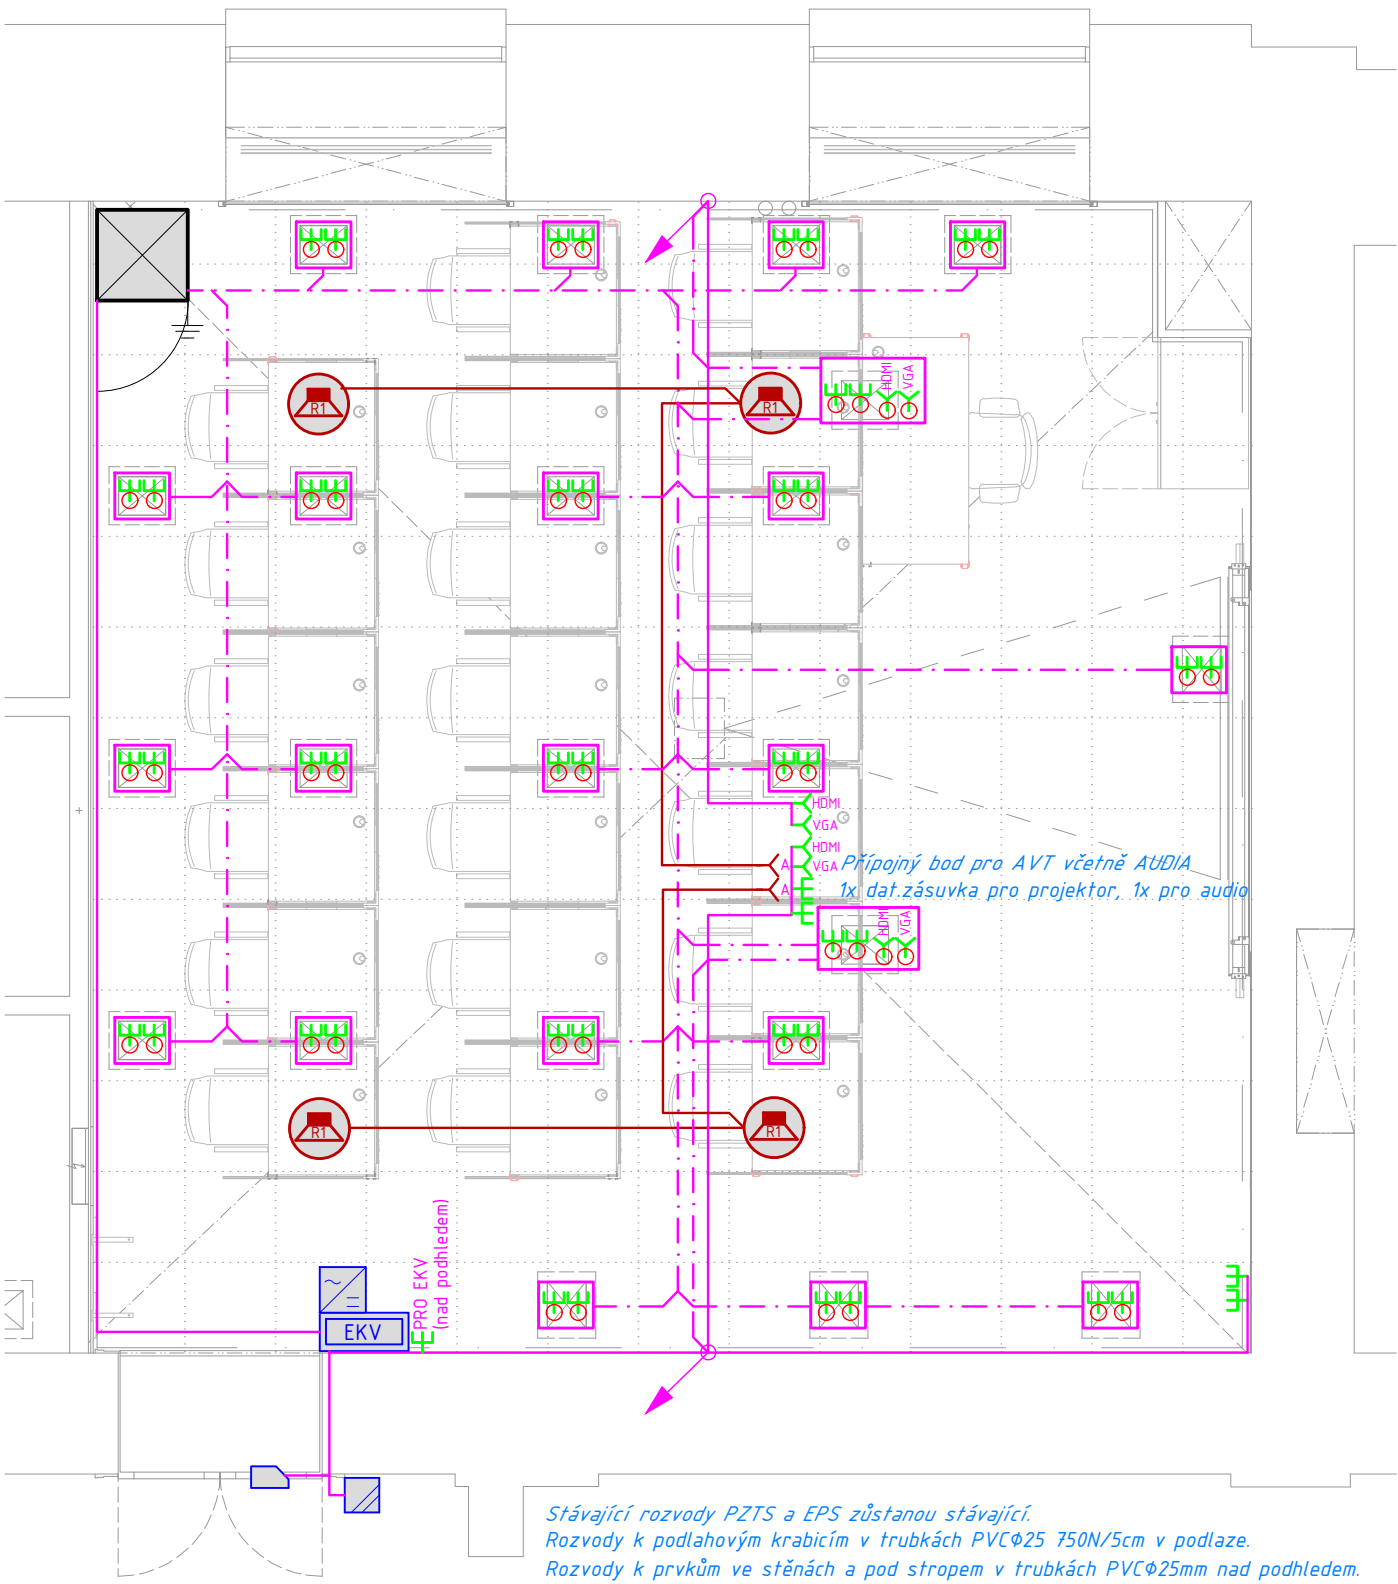 HDMI
VGA
R1
R1
HDMI
VGA
HDMI
VGA
A
A
Přípojný bod pro AVT včetně AUDIA
1x dat.zásuvka pro projektor, 1x pro audio
HDMI
VGA
R1
R1
PRO EKV
(nad podhledem)
EKV
Stávající rozvody PZTS a EPS zůstanou stávající.
Rozvody k podlahovým krabicím v trubkách PVCΦ25 750N/5cm v podlaze.
Rozvody k prvkům ve stěnách a pod stropem v trubkách PVCΦ25mm nad podhledem.